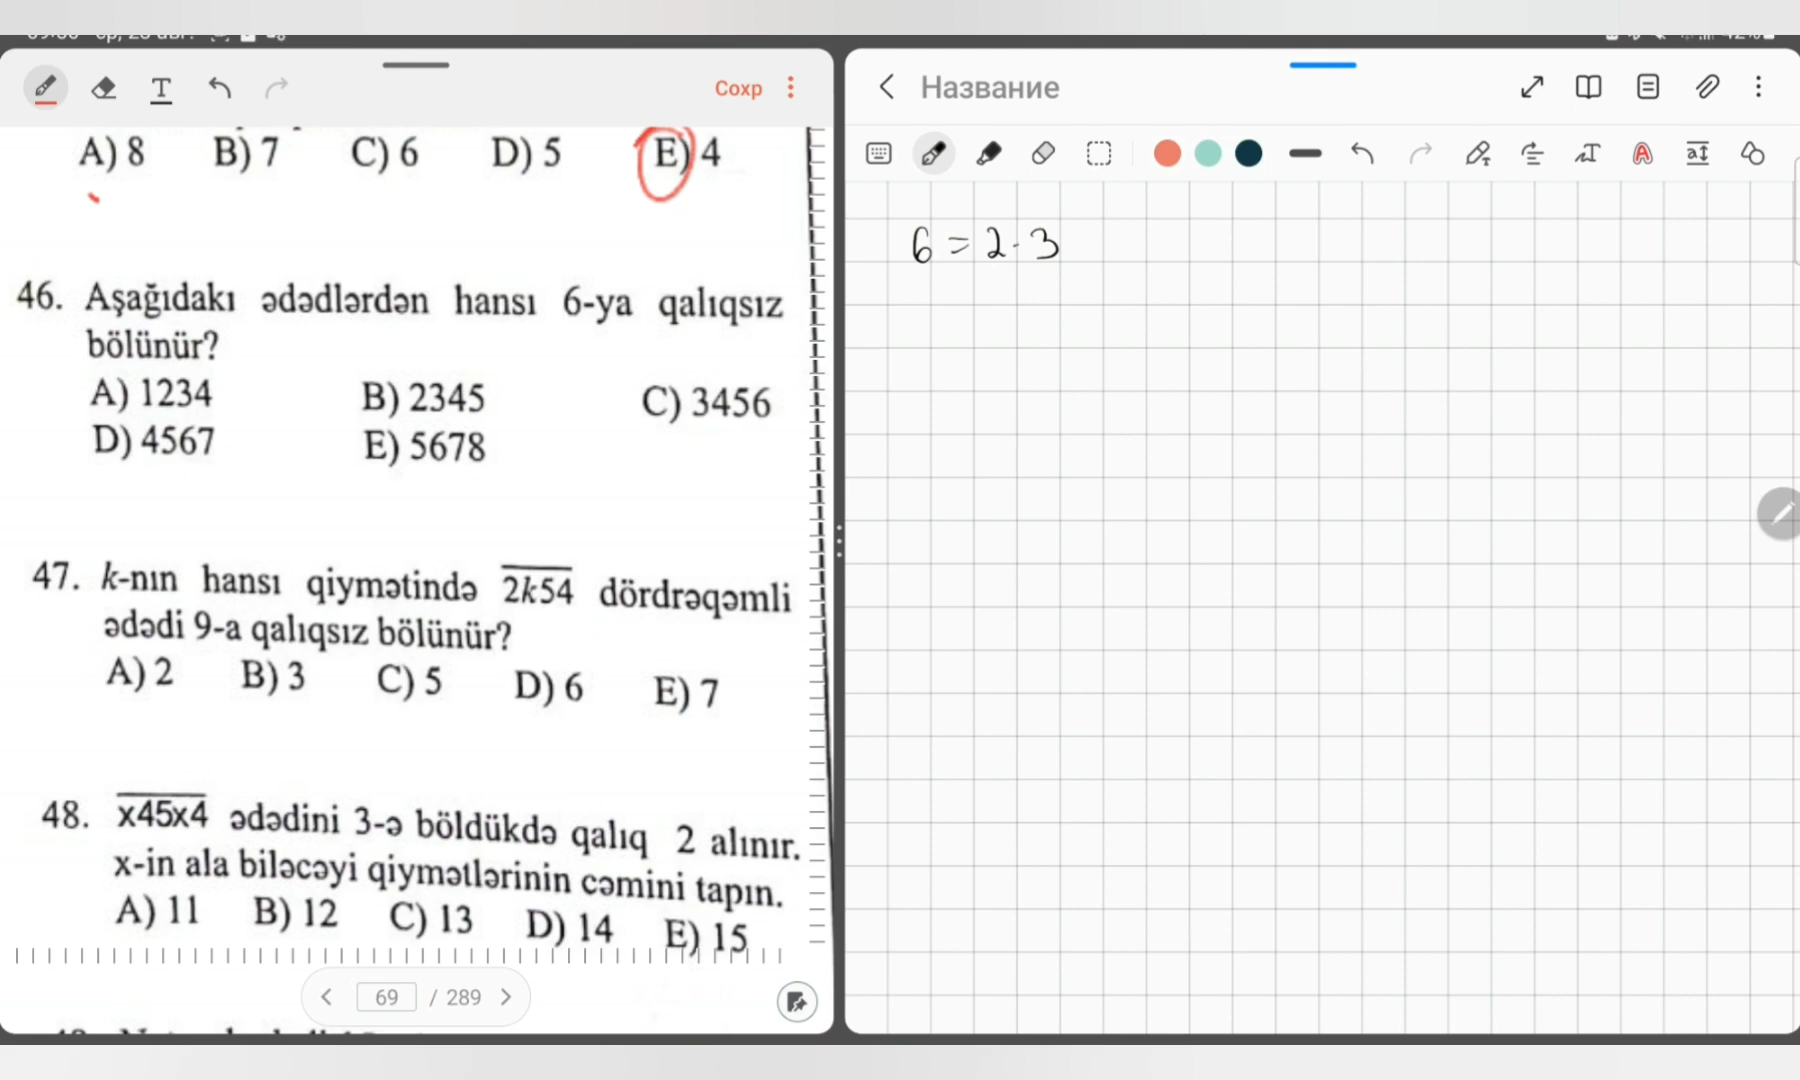 Сохр
A) 8 B) 7 C) 6 D) 5 E) 4
46. Aşağıdakı ədədlərdən hansı 6-ya qalıqsız
bölünür?
A) 1234 B) 2345 C) 3456
D) 4567 E) 5678
47. k-nın hansı qiymətində 2k54 dördrəqəmli
ədədi 9-a qalıqsız bölünür?
A) 2 B) 3 C) 5 D) 6 E) 7
48. x45x4 ədədini 3-ə böldükdə qalıq 2 alınır.
x-in ala biləcəyi qiymətlərinin cəmini tapın.
A) 11 B) 12 C) 13 D) 14 E) 15
69 / 289
Название
6 = 2 · 3